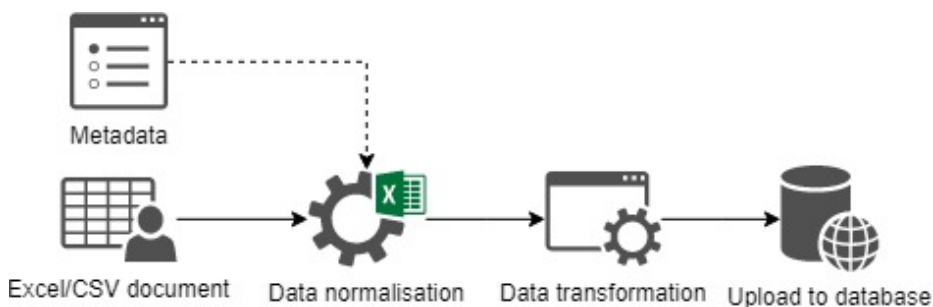 Metadata
X
Excel/CSV document
Data normalisation
Data transformation
Upload to database